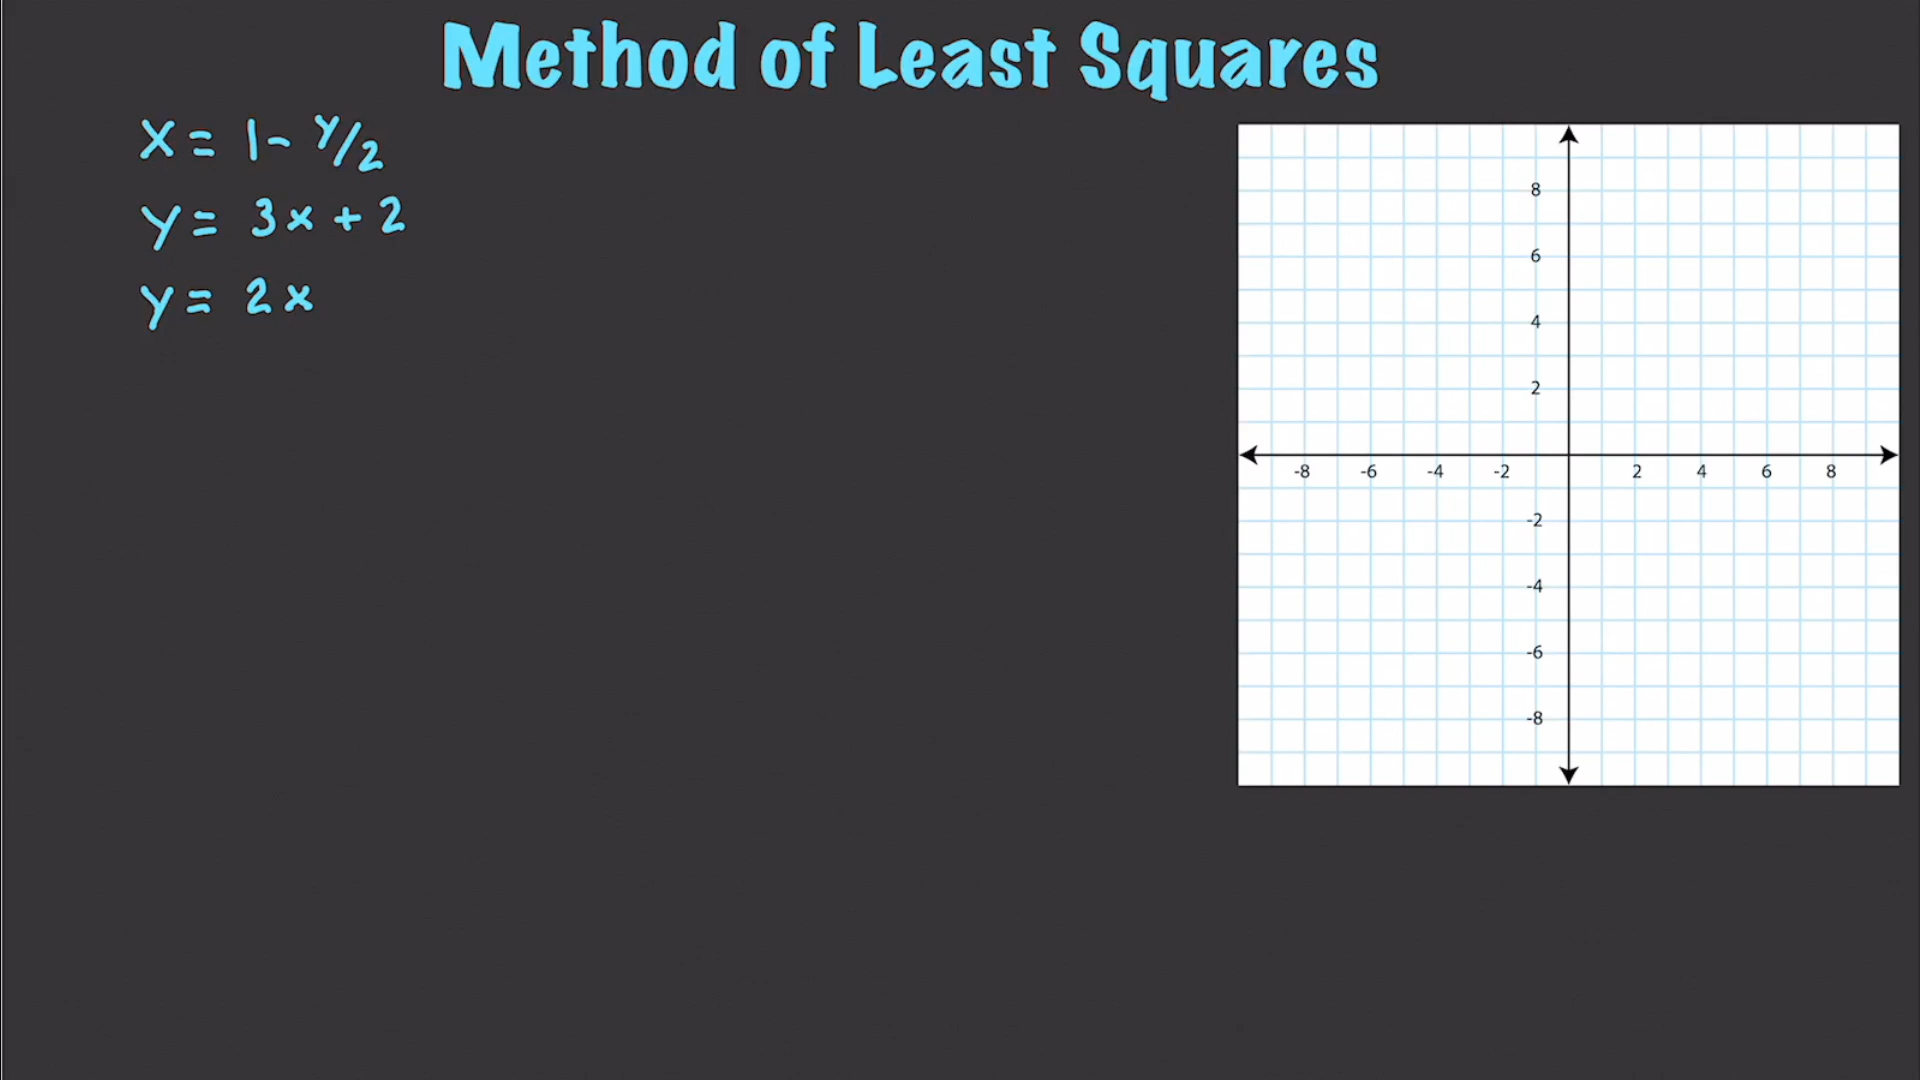 Method of Least Squares
x = 1 - y/2
y = 3x + 2
y = 2x
8
6
4
2
-8 -6 -4 -2 2 4 6 8
-2
-4
-6
-8